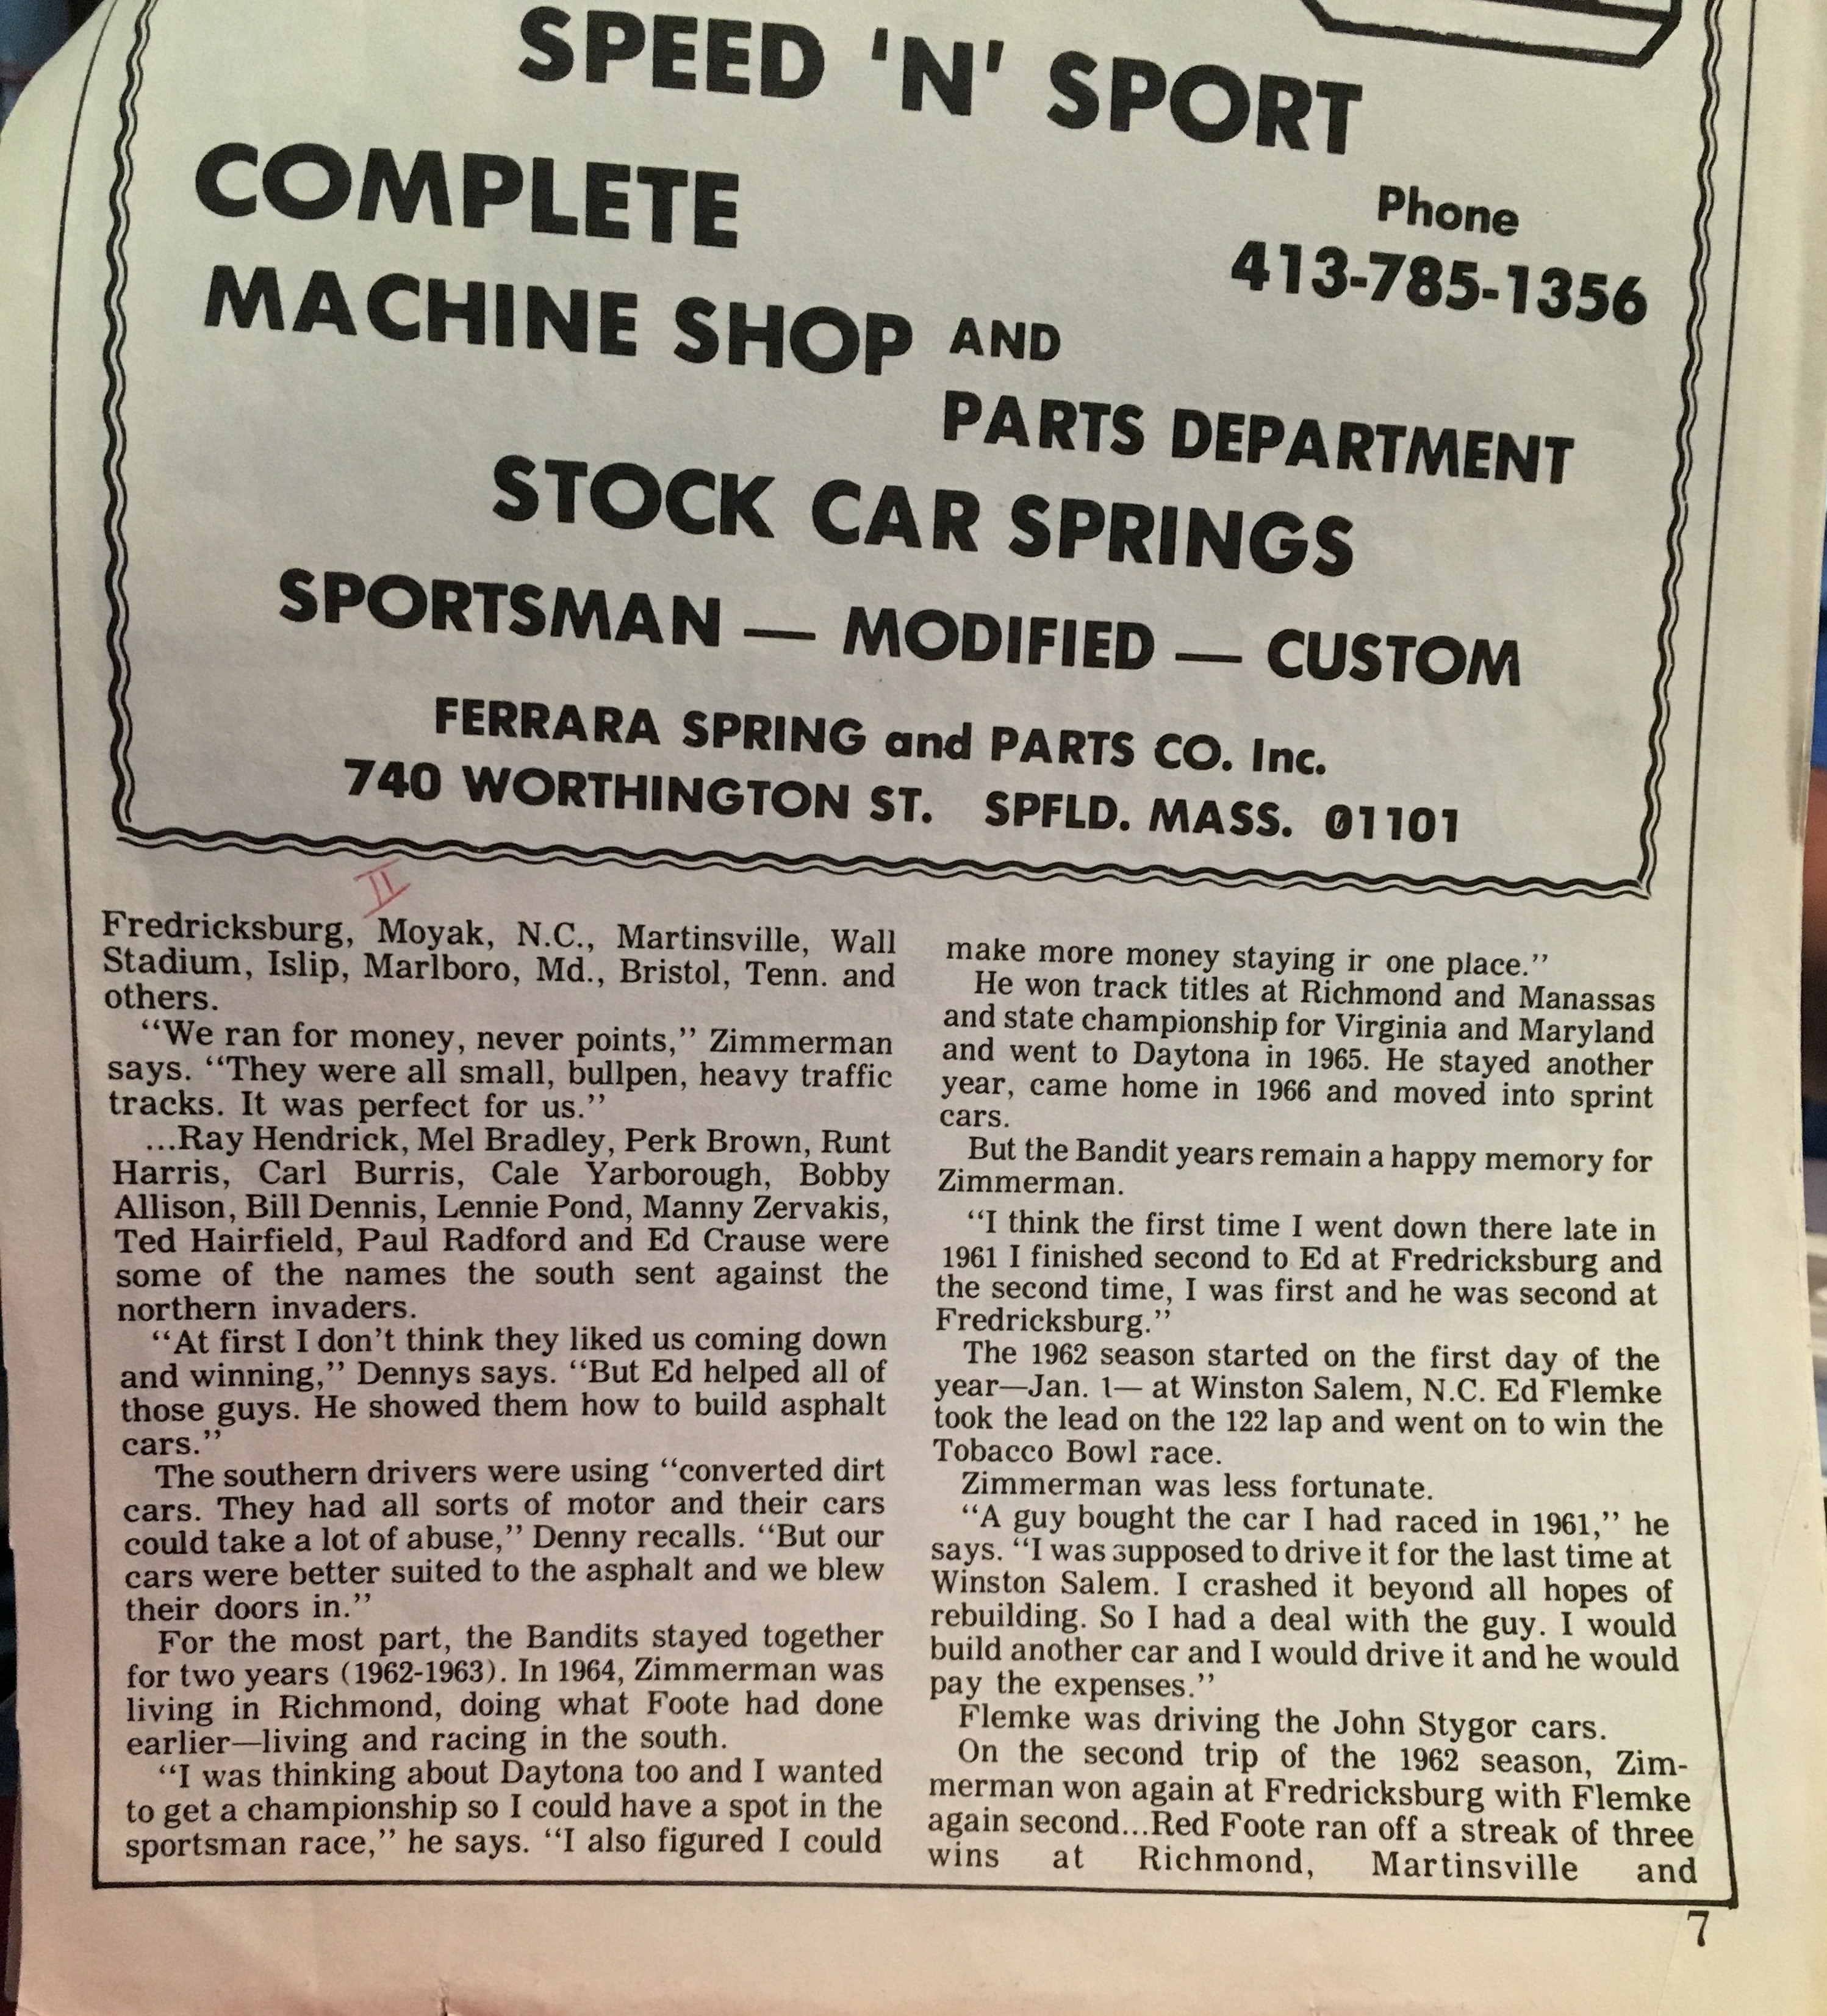 SPEED 'N' SPORT
COMPLETE
Phone
413-785-1356
MACHINE SHOP AND
PARTS DEPARTMENT
STOCK CAR SPRINGS
SPORTSMAN — MODIFIED — CUSTOM
FERRARA SPRING and PARTS CO. Inc.
740 WORTHINGTON ST. SPFLD. MASS. 01101
II
Fredricksburg, Moyak, N.C., Martinsville, Wall
Stadium, Islip, Marlboro, Md., Bristol, Tenn. and
others.
"We ran for money, never points," Zimmerman
says. "They were all small, bullpen, heavy traffic
tracks. It was perfect for us."
...Ray Hendrick, Mel Bradley, Perk Brown, Runt
Harris, Carl Burris, Cale Yarborough, Bobby
Allison, Bill Dennis, Lennie Pond, Manny Zervakis,
Ted Hairfield, Paul Radford and Ed Crause were
some of the names the south sent against the
northern invaders.
"At first I don't think they liked us coming down
and winning," Dennys says. "But Ed helped all of
those guys. He showed them how to build asphalt
cars."
The southern drivers were using "converted dirt
cars. They had all sorts of motor and their cars
could take a lot of abuse," Denny recalls. "But our
cars were better suited to the asphalt and we blew
their doors in."
For the most part, the Bandits stayed together
for two years (1962-1963). In 1964, Zimmerman was
living in Richmond, doing what Foote had done
earlier—living and racing in the south.
"I was thinking about Daytona too and I wanted
to get a championship so I could have a spot in the
sportsman race," he says. "I also figured I could
make more money staying ir one place."
He won track titles at Richmond and Manassas
and state championship for Virginia and Maryland
and went to Daytona in 1965. He stayed another
year, came home in 1966 and moved into sprint
cars.
But the Bandit years remain a happy memory for
Zimmerman.
"I think the first time I went down there late in
1961 I finished second to Ed at Fredricksburg and
the second time, I was first and he was second at
Fredricksburg."
The 1962 season started on the first day of the
year—Jan. 1— at Winston Salem, N.C. Ed Flemke
took the lead on the 122 lap and went on to win the
Tobacco Bowl race.
Zimmerman was less fortunate.
"A guy bought the car I had raced in 1961," he
says. "I was supposed to drive it for the last time at
Winston Salem. I crashed it beyond all hopes of
rebuilding. So I had a deal with the guy. I would
build another car and I would drive it and he would
pay the expenses."
Flemke was driving the John Stygor cars.
On the second trip of the 1962 season, Zim-
merman won again at Fredricksburg with Flemke
again second...Red Foote ran off a streak of three
wins at Richmond, Martinsville and
7